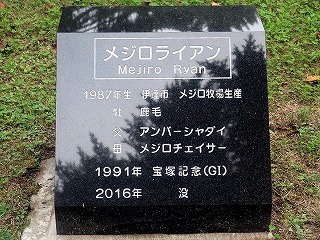 メジロライアン
Mejiro Ryan
1987年生 伊達市 メジロ牧場生産
牡 鹿毛
父 アンバーシャダイ
母 メジロチェイサー
1991年 宝塚記念(GI)
2016年 没